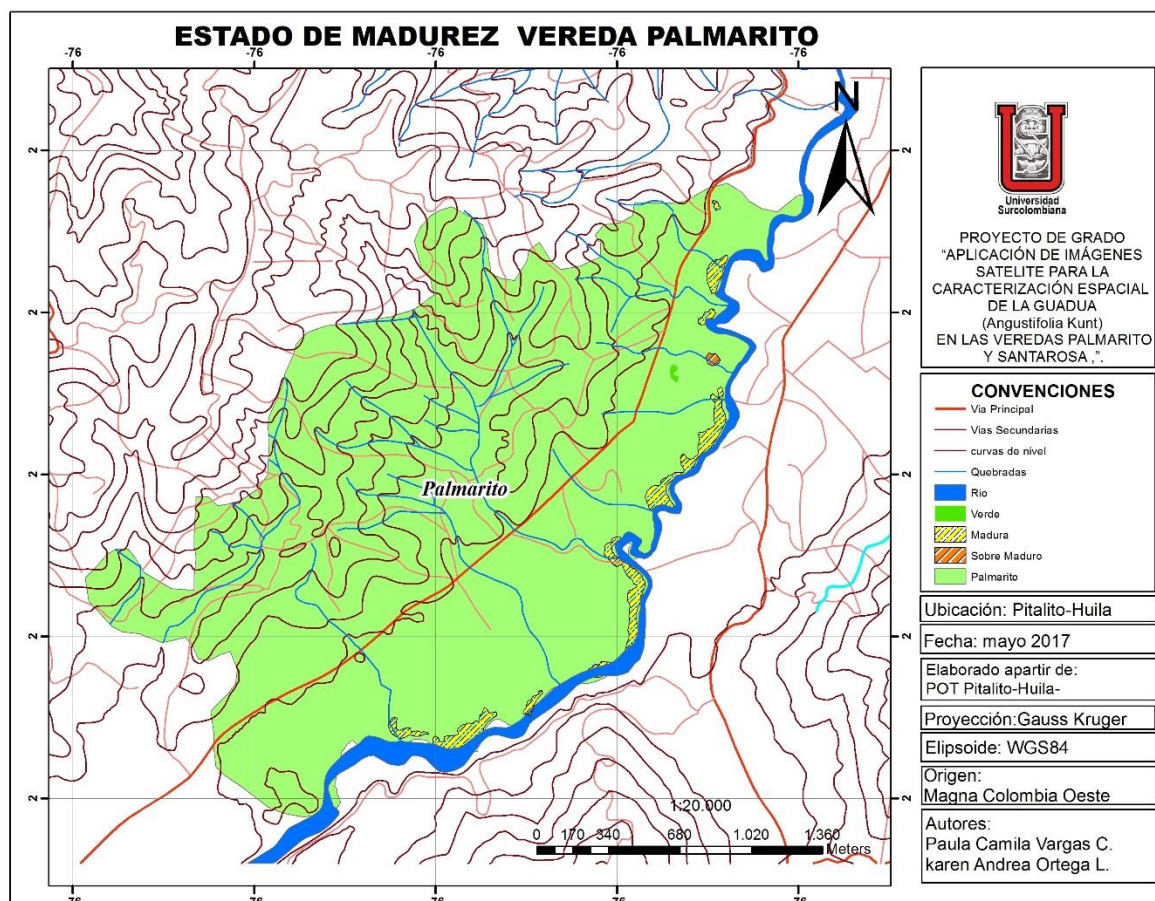 ESTADO DE MADUREZ VEREDA PALMARITO
-76 -76 -76 -76 -76
2 2
2 2
2 2
2 2
2 2
N
Palmarito
1:20.000
0 170 340 680 1.020 1.360
Meters
-76 -76 -76 -76 -76
Universidad
Surcolombiana
PROYECTO DE GRADO
"APLICACIÓN DE IMÁGENES
SATELITE PARA LA
CARACTERIZACIÓN ESPACIAL
DE LA GUADUA
(Angustifolia Kunt)
EN LAS VEREDAS PALMARITO
Y SANTAROSA ,".
CONVENCIONES
Via Principal
Vias Secundarias
curvas de nivel
Quebradas
Rio
Verde
Madura
Sobre Maduro
Palmarito
Ubicación: Pitalito-Huila
Fecha: mayo 2017
Elaborado apartir de:
POT Pitalito-Huila-
Proyección:Gauss Kruger
Elipsoide: WGS84
Origen:
Magna Colombia Oeste
Autores:
Paula Camila Vargas C.
karen Andrea Ortega L.